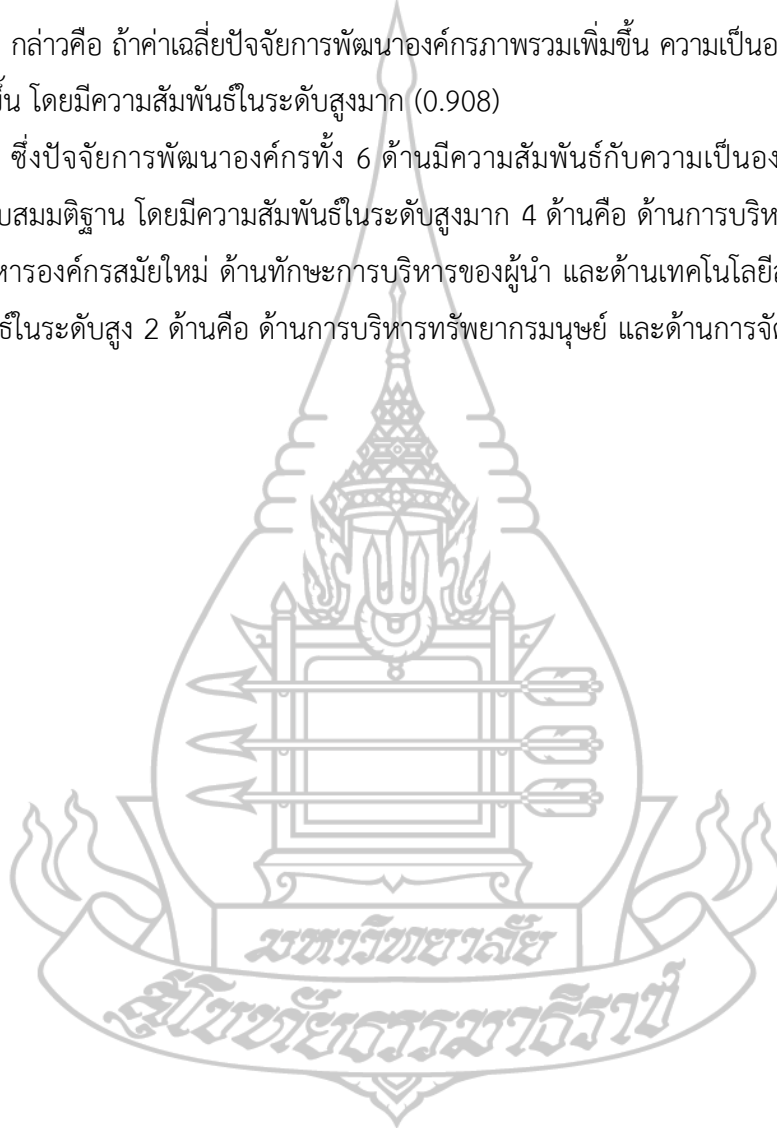 กล่าวคือ ถ้าค่าเฉลี่ยปัจจัยการพัฒนาองค์กรภาพรวมเพิ่มขึ้น
ขึ้น โดยมีความสัมพันธ์ในระดับสูงมาก (0.908)
ซึ่งปัจจัยการพัฒนาองค์กรทั้ง 6 ด้านมีความสัมพันธ์กับความเป็นอง
บสมมติฐาน โดยมีความสัมพันธ์ในระดับสูงมาก 4 ด้านคือ ด้านการบริห
หารองค์กรสมัยใหม่ ด้านทักษะการบริหารของผู้นำ และด้านเทคโนโลยี
ธ์ในระดับสูง 2 ด้านคือ ด้านการบริหารทรัพยากรมนุษย์ และด้านการจั
มหาวิทยาลัย
สุโขทัยธรรมาธิราช